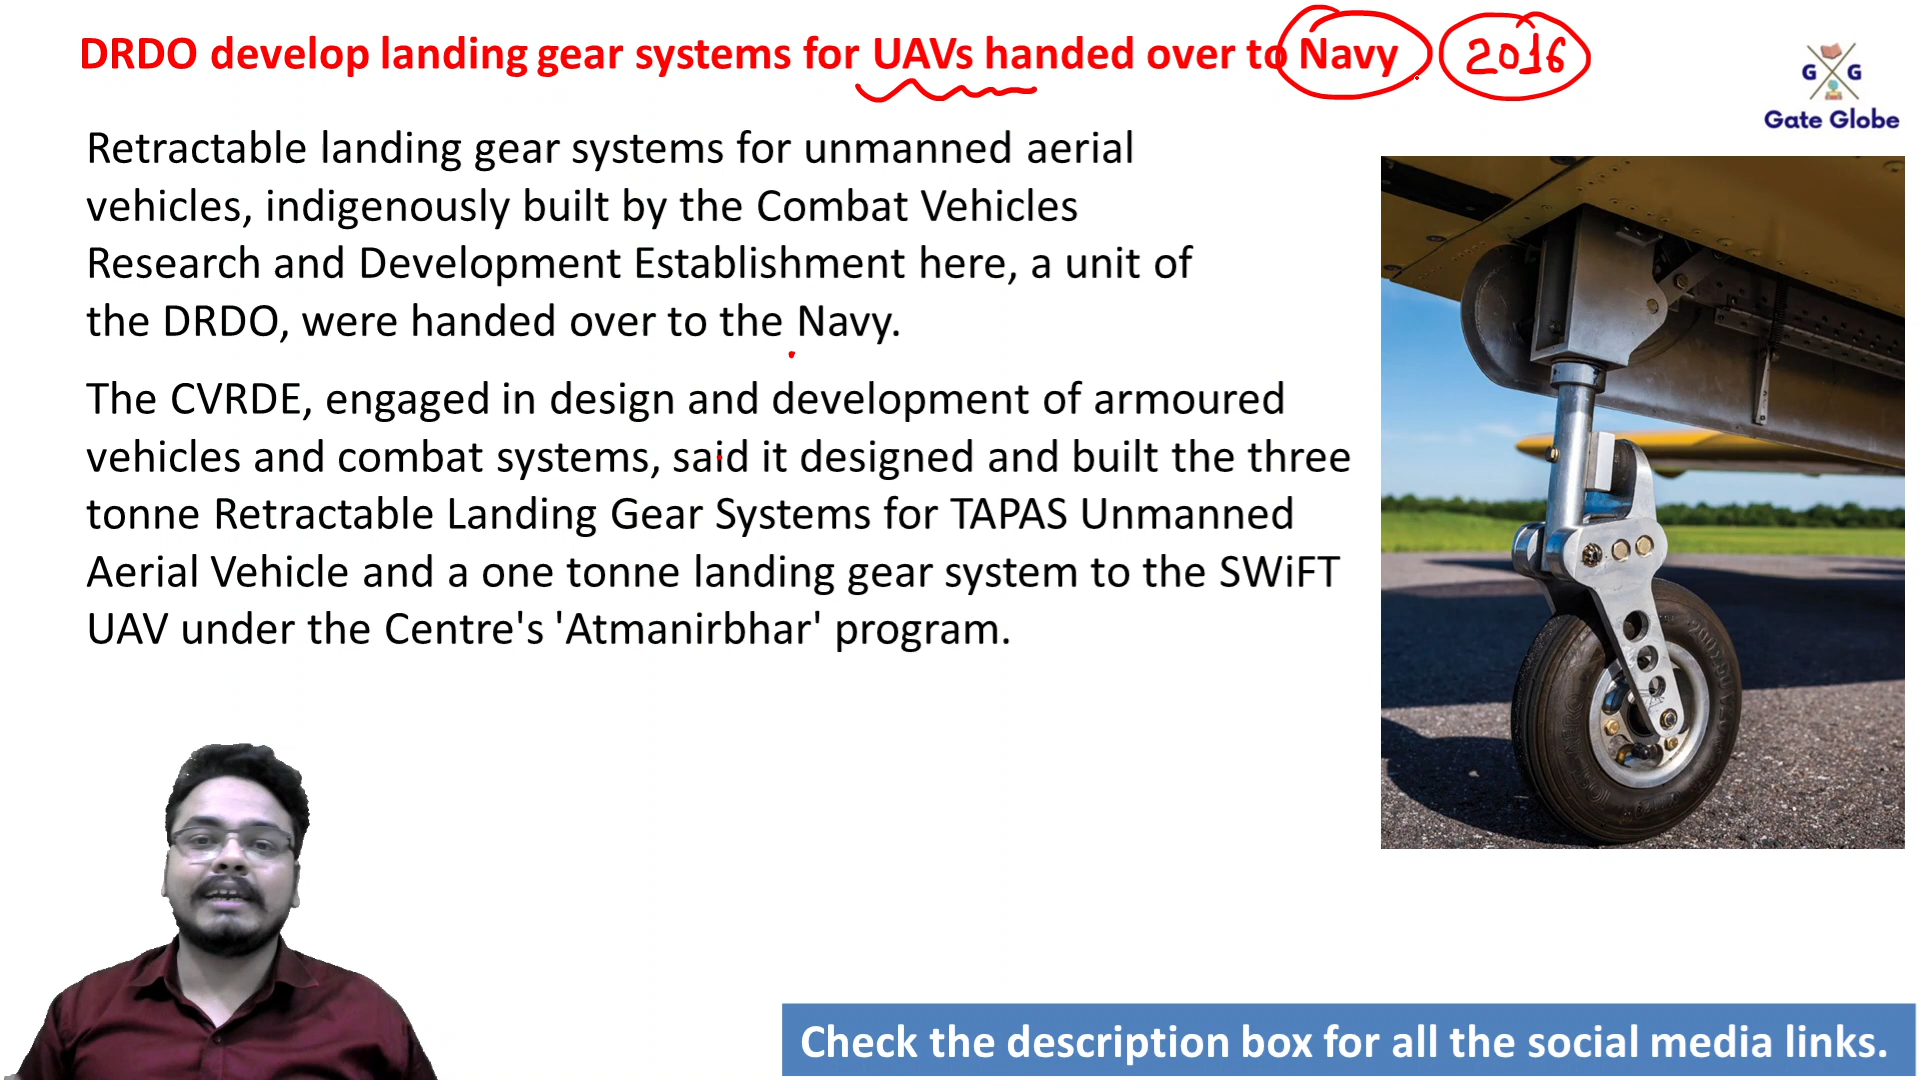 DRDO develop landing gear systems for UAVs handed over to Navy 2016
G G
Gate Globe
Retractable landing gear systems for unmanned aerial
vehicles, indigenously built by the Combat Vehicles
Research and Development Establishment here, a unit of
the DRDO, were handed over to the Navy.
The CVRDE, engaged in design and development of armoured
vehicles and combat systems, said it designed and built the three
tonne Retractable Landing Gear Systems for TAPAS Unmanned
Aerial Vehicle and a one tonne landing gear system to the SWiFT
UAV under the Centre's 'Atmanirbhar' program.
Check the description box for all the social media links.